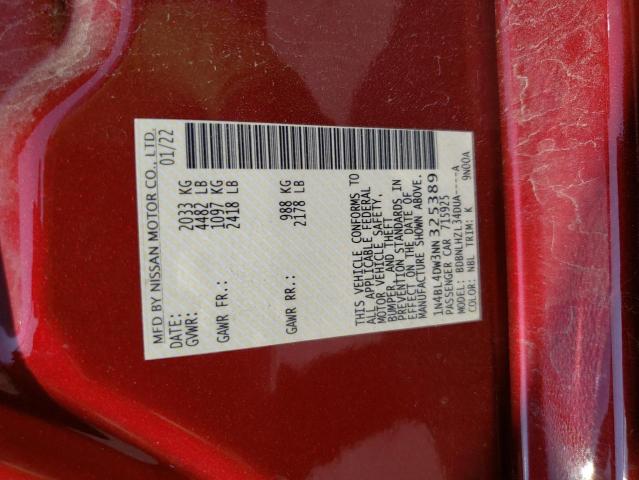 MFD BY NISSAN MOTOR CO., LTD.
DATE: 01/22
GVWR: 2033 KG
4482 LB
GAWR FR.: 1097 KG
2418 LB
GAWR RR.: 988 KG
2178 LB
THIS VEHICLE CONFORMS TO
ALL APPLICABLE FEDERAL
MOTOR VEHICLE SAFETY,
BUMPER, AND THEFT
PREVENTION STANDARDS IN
EFFECT ON THE DATE OF
MANUFACTURE SHOWN ABOVE.
1N4BL4DW3NN325389
PASSENGER CAR 715925
MODEL: BDBNLHZL34DUA----A
COLOR: NBL TRIM: K 9N00A